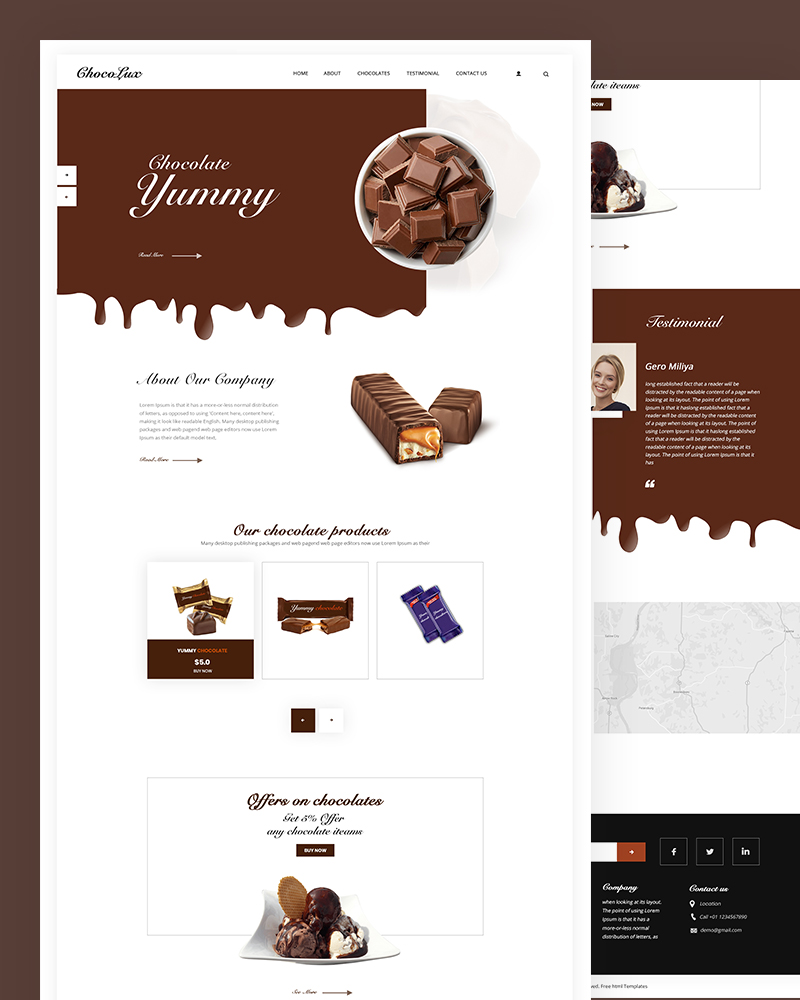 ChocoLux
HOME ABOUT CHOCOLATES TESTIMONIAL CONTACT US
Chocolate
Yummy
Read More
About Our Company
Lorem Ipsum is that it has a more-or-less normal distribution
of letters, as opposed to using 'Content here, content here',
making it look like readable English. Many desktop publishing
packages and web pagend web page editors now use Lorem
Ipsum as their default model text,
Read More
Our chocolate products
Many desktop publishing packages and web pagend web page editors now use Lorem Ipsum as their
Yummy chocolate
YUMMY CHOCOLATE
$5.0
BUY NOW
Offers on chocolates
Get 5% Offer
any chocolate iteams
BUY NOW
See More
iteams
NOW
Testimonial
Gero Miliya
long established fact that a reader will be
distracted by the readable content of a page when
looking at its layout. The point of using Lorem
Ipsum is that it haslong established fact that a reader
will be distracted by the readable content of a page
when looking at its layout. The point of
using Lorem Ipsum is that it haslong established
fact that a reader will be distracted by the
readable content of a page when looking at its layout.
The point of using Lorem Ipsum is that it
has
Company
when looking at its layout.
The point of using Lorem
Ipsum is that it has a
more-or-less normal
distribution of letters, as
Contact us
Location
Call +01 1234567890
demo@gmail.com
ved. Free html Templates